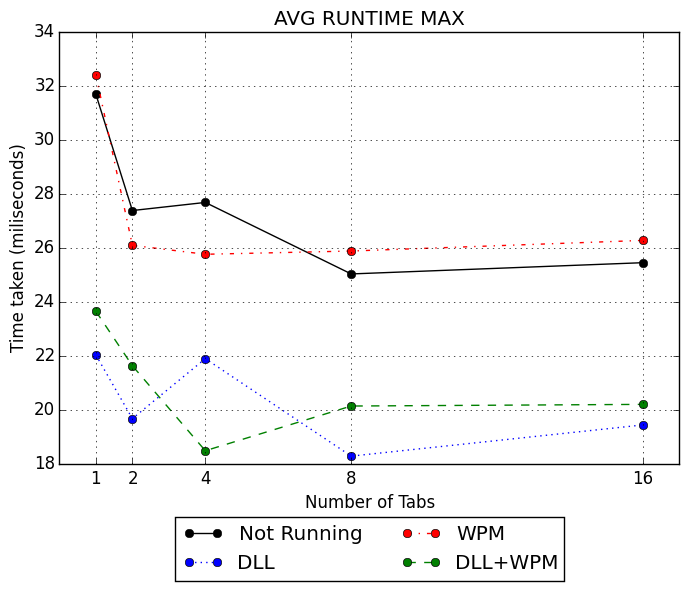 AVG RUNTIME MAX
34
32
30
28
26
24
22
20
18
Time taken (miliseconds)
1 2 4 8 16
Number of Tabs
Not Running WPM
DLL DLL+WPM